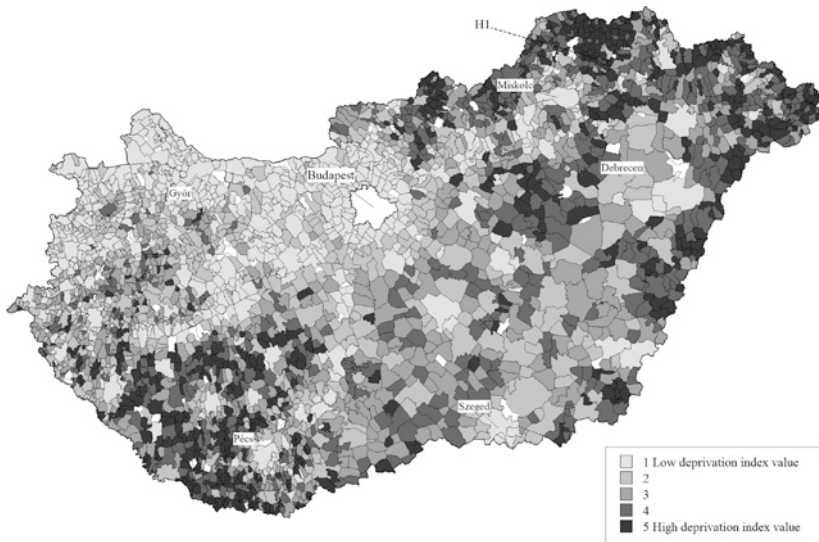 H1
Miskolc
Debrecen
Budapest
Győr
Szeged
Pécs
1 Low deprivation index value
2
3
4
5 High deprivation index value